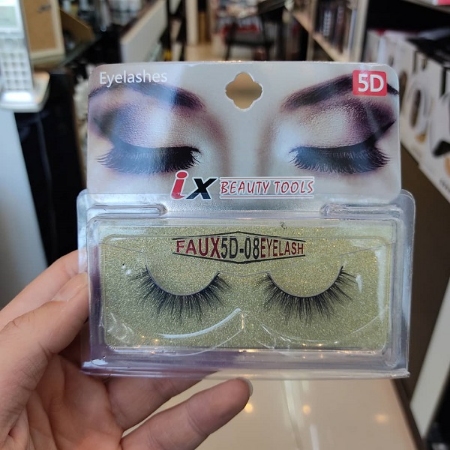 Eyelashes
5D
ix BEAUTY TOOLS
FAUX5D-08EYELASH